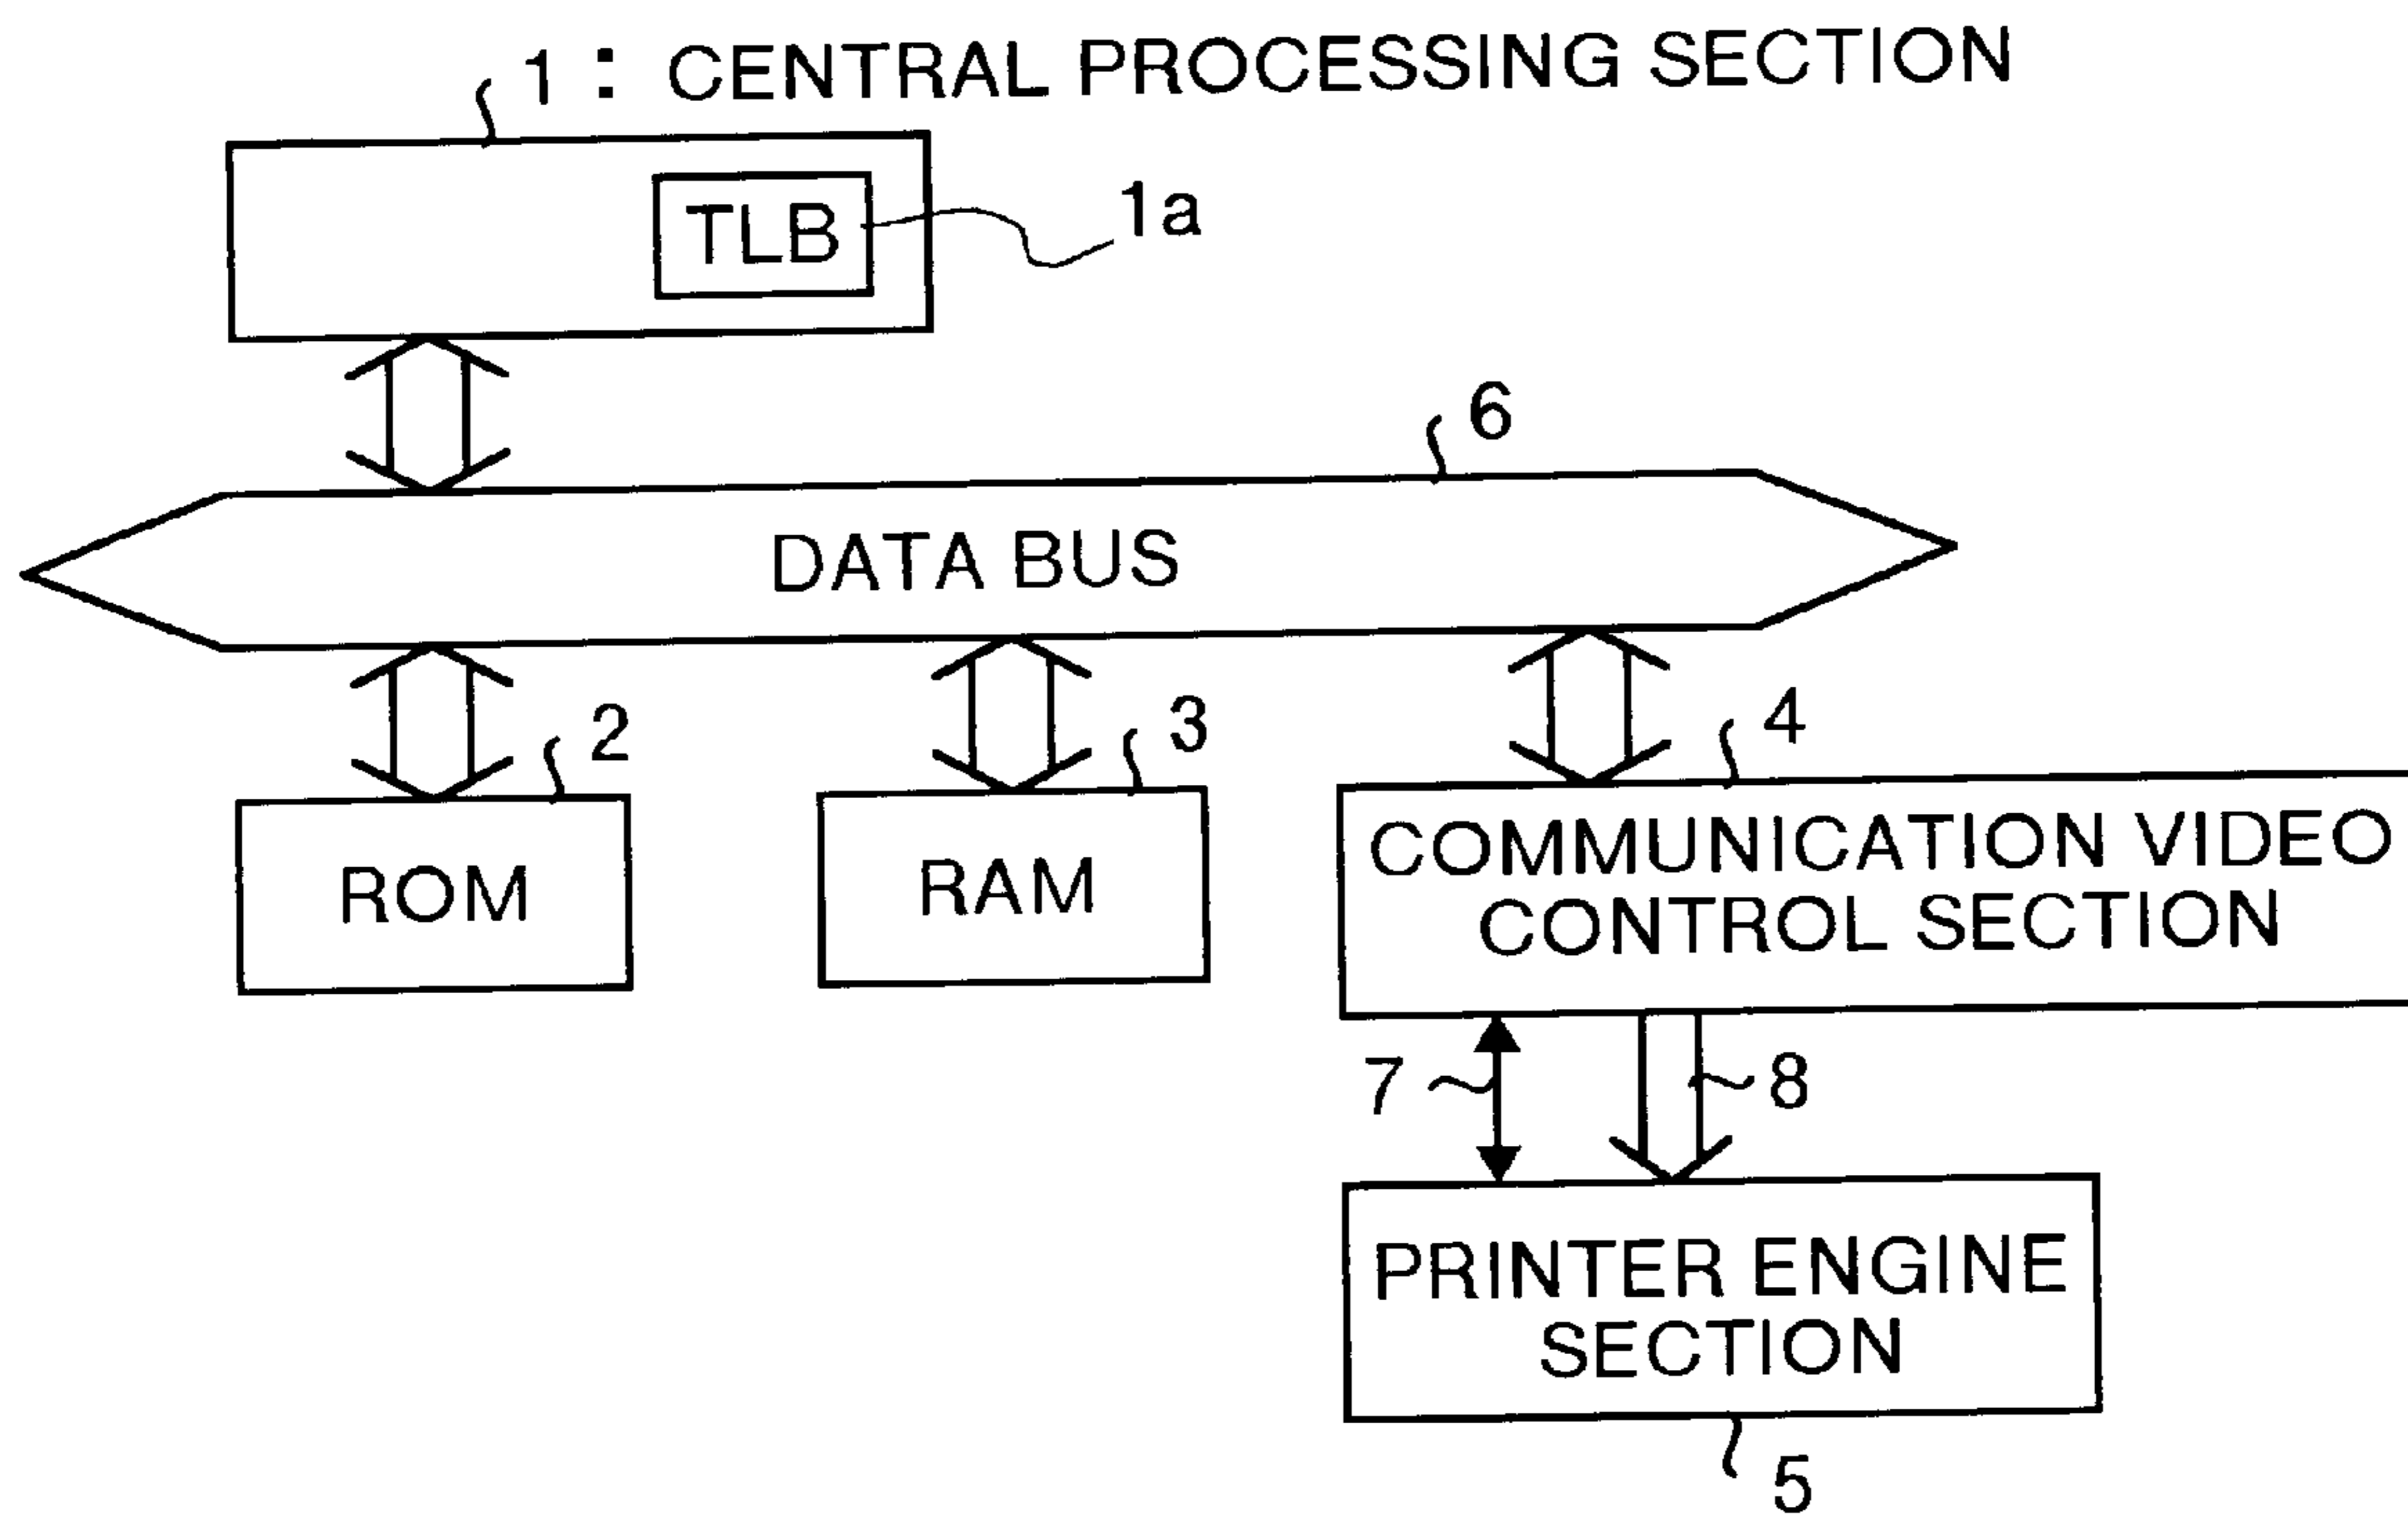 1 : CENTRAL PROCESSING SECTION
TLB
1a
6
DATA BUS
2
3
4
ROM
RAM
COMMUNICATION VIDEO
CONTROL SECTION
7
8
PRINTER ENGINE
SECTION
5